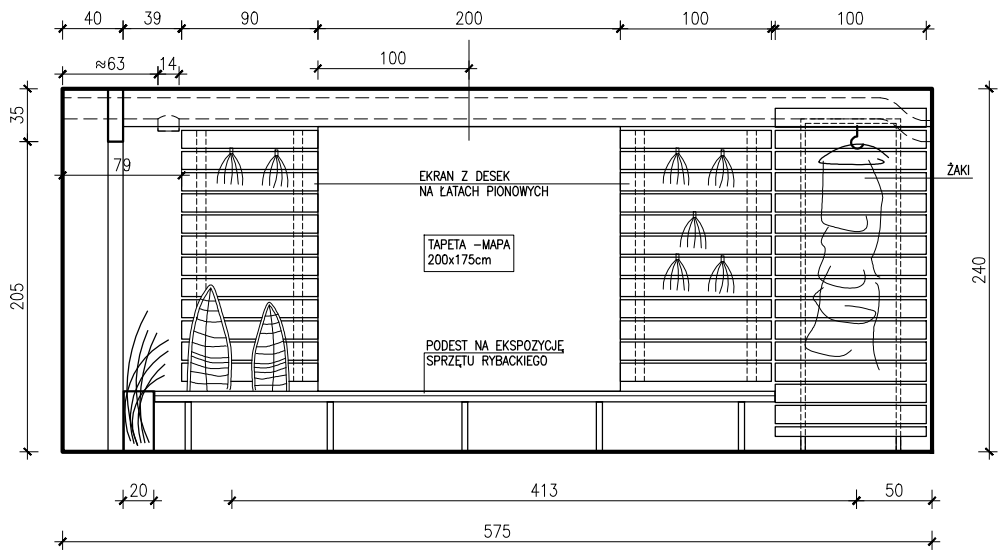 40 39 90 200 100 100
≈63 14 100
35
79
EKRAN Z DESEK
NA ŁATACH PIONOWYCH
ŻAKI
TAPETA -MAPA
200x175cm
240
205
PODEST NA EKSPOZYCJĘ
SPRZĘTU RYBACKIEGO
20 413 50
575